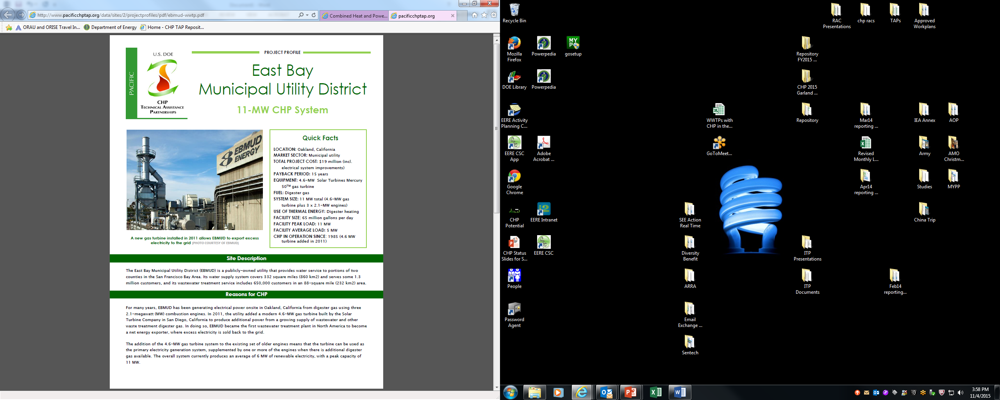 http://www.pacificchptap.org/data/sites/2/projectprofiles/pdf/ebmud-wwtp.pdf
Combined Heat and Powe...
pacificchptap.org
ORAU and ORISE Travel In...
Department of Energy
Home - CHP TAP Reposit...
PACIFIC
U.S. DOE
CHP
TECHNICAL ASSISTANCE
PARTNERSHIPS
PROJECT PROFILE
East Bay
Municipal Utility District
11-MW CHP System
EBMUD
ENERGY
A new gas turbine installed in 2011 allows EBMUD to export excess
electricity to the grid (PHOTO COURTESY OF EBMUD)
Quick Facts
LOCATION: Oakland, California
MARKET SECTOR: Municipal utility
TOTAL PROJECT COST: $19 million (incl.
electrical system improvements)
PAYBACK PERIOD: 15 years
EQUIPMENT: 4.6-MW Solar Turbines Mercury
50™ gas turbine
FUEL: Digester gas
SYSTEM SIZE: 11 MW total (4.6-MW gas
turbine plus 3 x 2.1-MW engines)
USE OF THERMAL ENERGY: Digester heating
FACILITY SIZE: 65 million gallons per day
FACILITY PEAK LOAD: 11 MW
FACILITY AVERAGE LOAD: 5 MW
CHP IN OPERATION SINCE: 1985 (4.6 MW
turbine added in 2011)
Site Description
The East Bay Municipal Utility District (EBMUD) is a publicly-owned utility that provides water service to portions of two
counties in the San Francisco Bay Area. Its water supply system covers 332 square miles (860 km2) and serves some 1.3
million customers, and its wastewater treatment service includes 650,000 customers in an 88-square mile (232 km2) area.
Reasons for CHP
For many years, EBMUD has been generating electrical power onsite in Oakland, California from digester gas using three
2.1-megawatt (MW) combustion engines. In 2011, the utility added a modern 4.6-MW gas turbine built by the Solar
Turbine Company in San Diego, California to produce additional power from a growing supply of wastewater and other
waste treatment digester gas. In doing so, EBMUD became the first wastewater treatment plant in North America to become
a net energy exporter, where excess electricity is sold back to the grid.
The addition of the 4.6-MW gas turbine system to the existing set of older engines means that the turbine can be used as
the primary electricity generation system, supplemented by one or more of the engines when there is additional digester
gas available. The overall system currently produces an average of 6 MW of renewable electricity, with a peak capacity of
11 MW.
Recycle Bin
RAC
Presentations
chp racs
TAPs
Approved
Workplans
Mozilla
Firefox
Powerpedia
MY
PO
gosetup
Repository
FY2015 ...
DOE Library
Powerpedia
CHP 2015
Garland ...
EERE Activity
Planning C...
WWTPs with
CHP in the...
Repository
Mar14
reporting ...
IEA Annex
AOP
EERE CSC
App
Adobe
Acrobat ...
GoToMeet...
Revised
Monthly L...
Army
AMO
Christm...
Google
Chrome
Apr14
reporting ...
Studies
MYPP
CHP
Potential
EERE Intranet
SEE Action
Real Time
China Trip
CHP Status
Slides for S...
EERE CSC
Diversity
Benefit
ITP
Presentations
People
ARRA
ITP
Documents
Feb14
reporting...
Password
Agent
Email
Exchange ...
Sentech
3:58 PM
11/4/2015